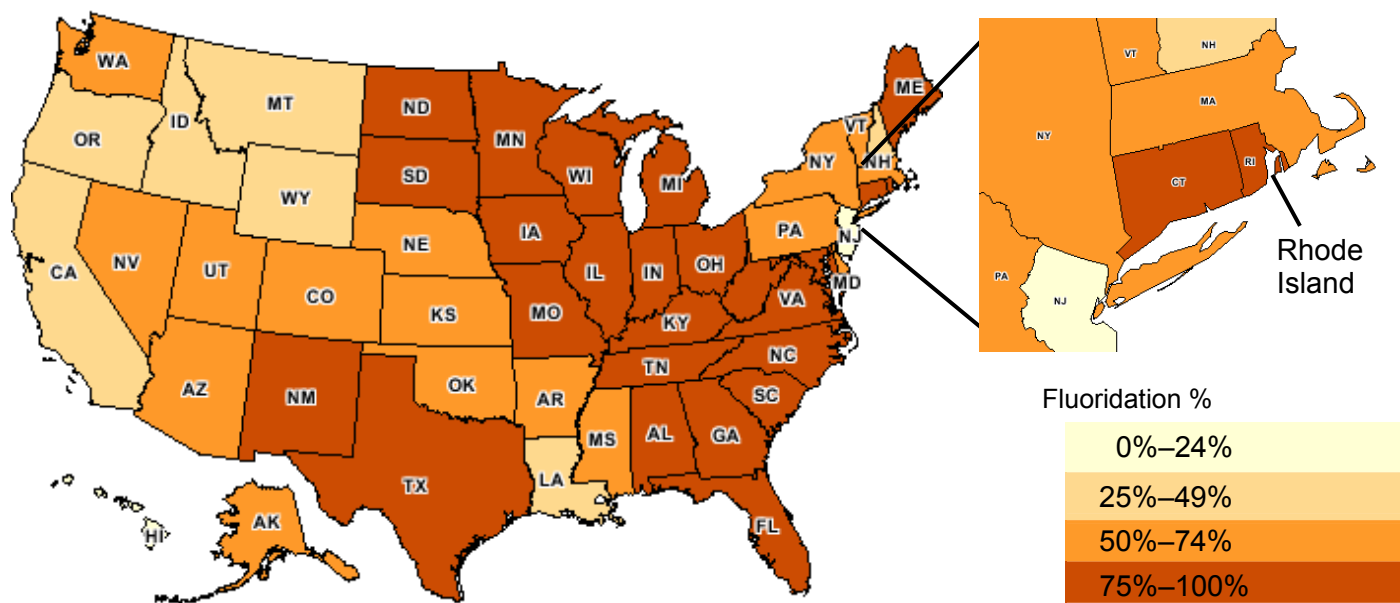 WA
MT
ND
ME
OR
ID
MN
VT
NY
NH
SD
WI
MI
WY
IA
PA
NJ
NE
NV
UT
IL
IN
OH
MD
CA
CO
VA
KS
MO
KY
NC
TN
AZ
OK
NM
AR
SC
MS
AL
GA
LA
TX
AK
FL
HI
VT
NH
MA
NY
RI
CT
PA
NJ
Rhode
Island
Fluoridation %
0%–24%
25%–49%
50%–74%
75%–100%